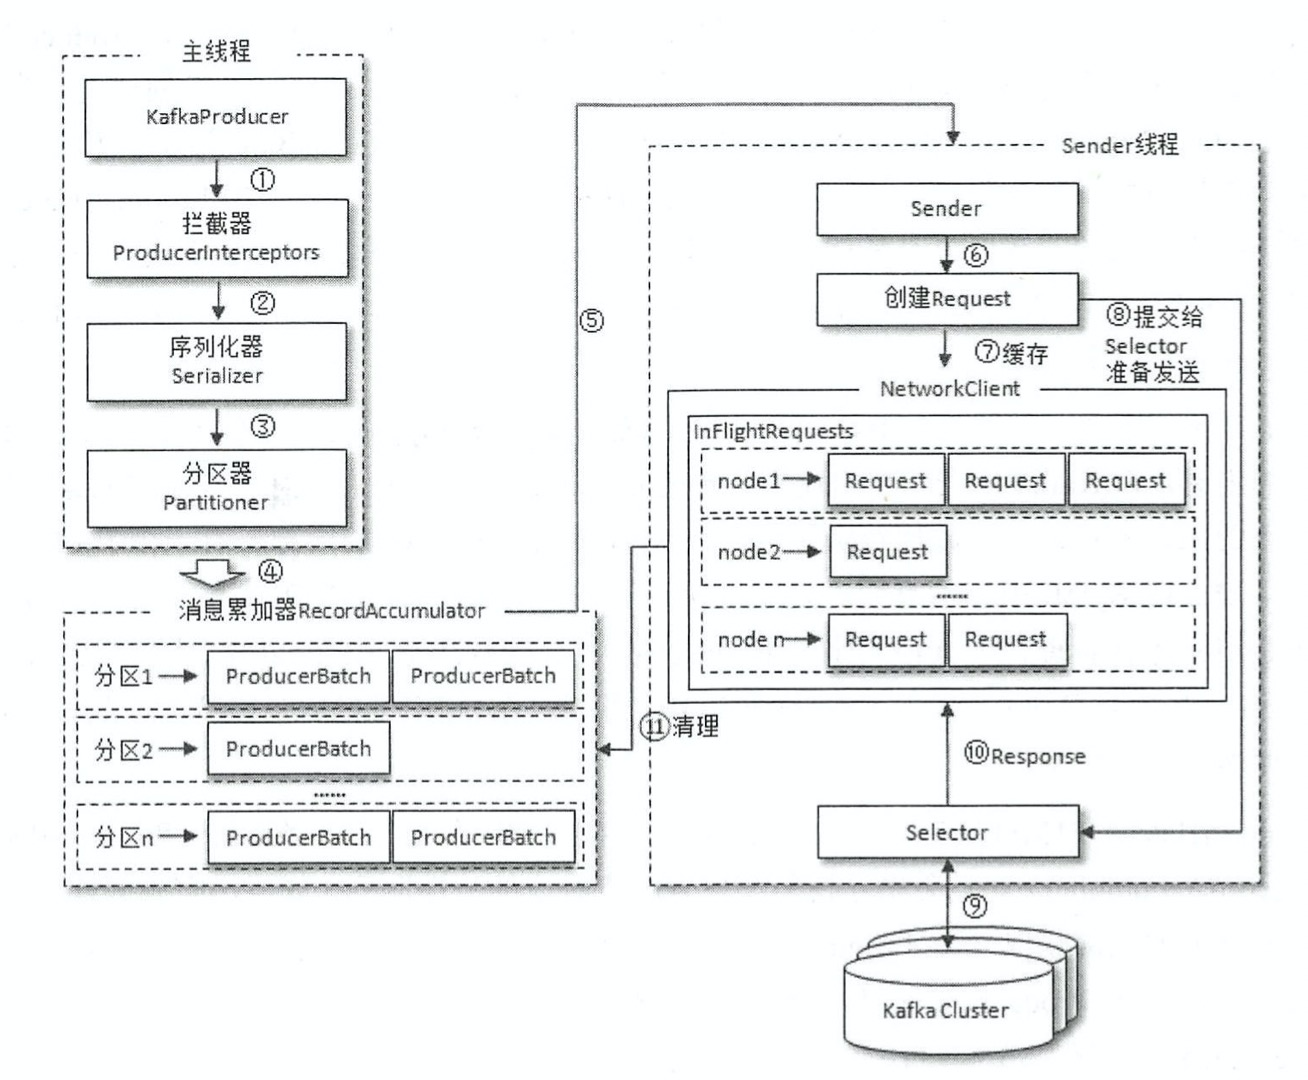 主线程
KafkaProducer
①
拦截器
ProducerInterceptors
②
序列化器
Serializer
③
分区器
Partitioner
④
消息累加器RecordAccumulator
分区1
ProducerBatch
ProducerBatch
分区2
ProducerBatch
......
分区n
ProducerBatch
ProducerBatch
⑤
Sender线程
Sender
⑥
创建Request
⑦缓存
⑧提交给
Selector
准备发送
NetworkClient
InFlightRequests
node1
Request
Request
Request
node2
Request
......
node n
Request
Request
⑪清理
⑩Response
Selector
⑨
Kafka Cluster